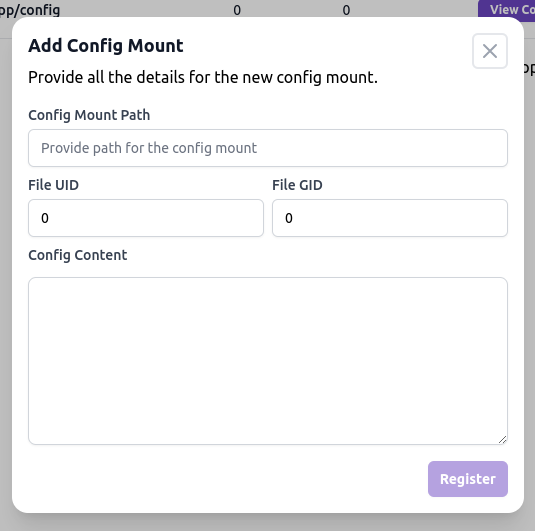 pp/config 0 0 View Co
Add Config Mount
Provide all the details for the new config mount.
Config Mount Path
Provide path for the config mount
File UID File GID
0 0
Config Content
Register